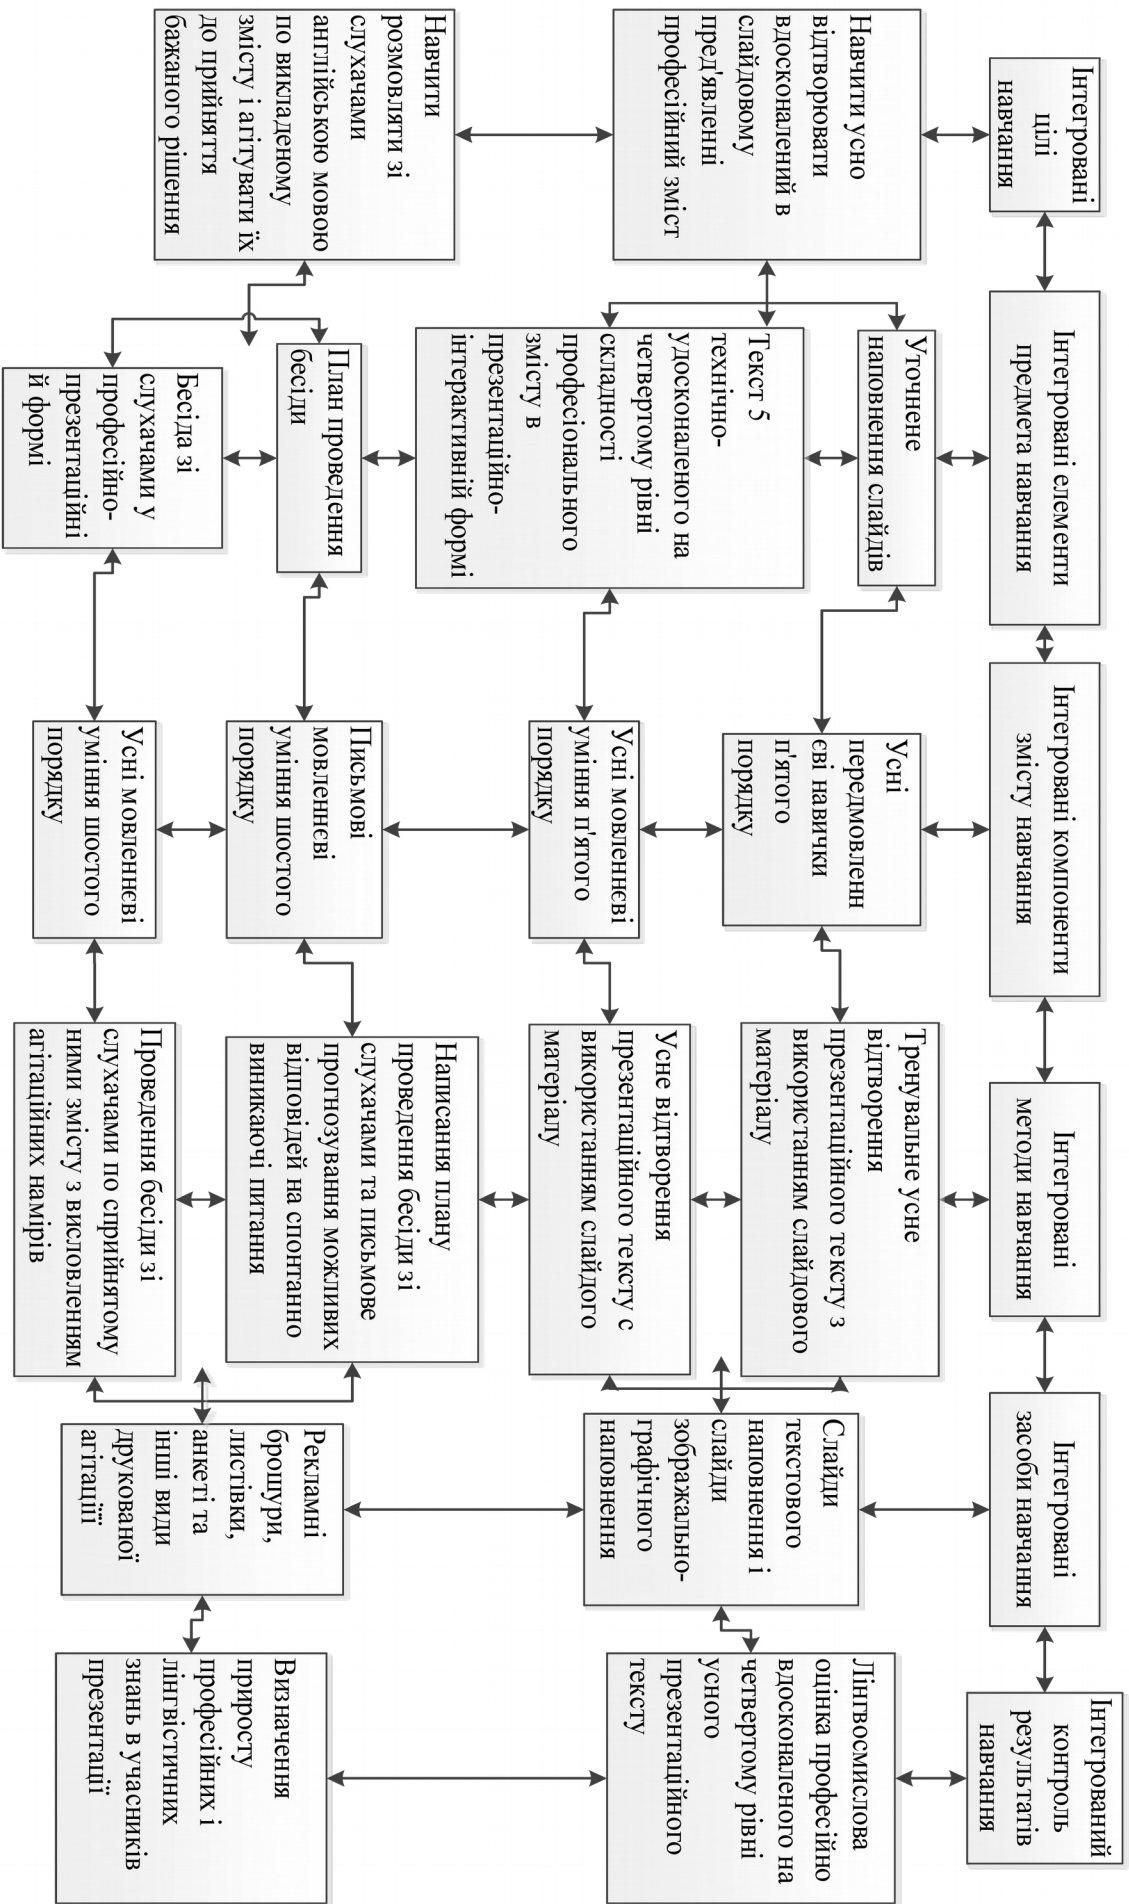 Інтегровані
цілі
навчання
Інтегровані елементи
предмета навчання
Інтегровані компоненти
змісту навчання
Інтегровані
методи навчання
Інтегровані
засоби навчання
Інтегрований
контроль
результатів
навчання
Навчити усно
відтворювати
вдосконалений в
слайдовому
пред'явленні
професійний зміст
Уточнене
наповнення слайдів
Текст 5
технічно-
удосконаленого на
четвертому рівні
складності
професіонального
змісту в
презентаційно-
інтерактивній формі
Усні
передмовленн
єві навички
п'ятого
порядку
Усні мовленнєві
уміння п'ятого
порядку
Тренувальне усне
відтворення
презентаційного тексту з
використанням слайдового
матеріалу
Усне відтворення
презентаційного тексту с
використанням слайдого
матеріалу
Слайди
текстового
наповнення і
слайди
зображально-
графічного
наповнення
Лінгвосмислова
оцінка професійно
вдосконаленого на
четвертому рівні
усного
презентаційного
тексту
Навчити
розмовляти зі
слухачами
англійською мовою
по викладеному
змісту і агітувати їх
до прийняття
бажаного рішення
План проведення
бесіди
Бесіда зі
слухачами у
професійно-
презентаційні
й формі
Письмові
мовленнєві
уміння шостого
порядку
Усні мовленнєві
уміння шостого
порядку
Написання плану
проведення бесіди зі
слухачами та письмове
прогнозування можливих
відповідей на спонтанно
виникаючі питання
Проведення бесіди зі
слухачами по сприйнятому
ними змісту з висловленням
агітаційних намірів
Рекламні
брошури,
листівки,
анкеті та
інші види
друкованої
агітаціїї
Визначення
приросту
професійних і
лінгвістичних
знань в учасників
презентації